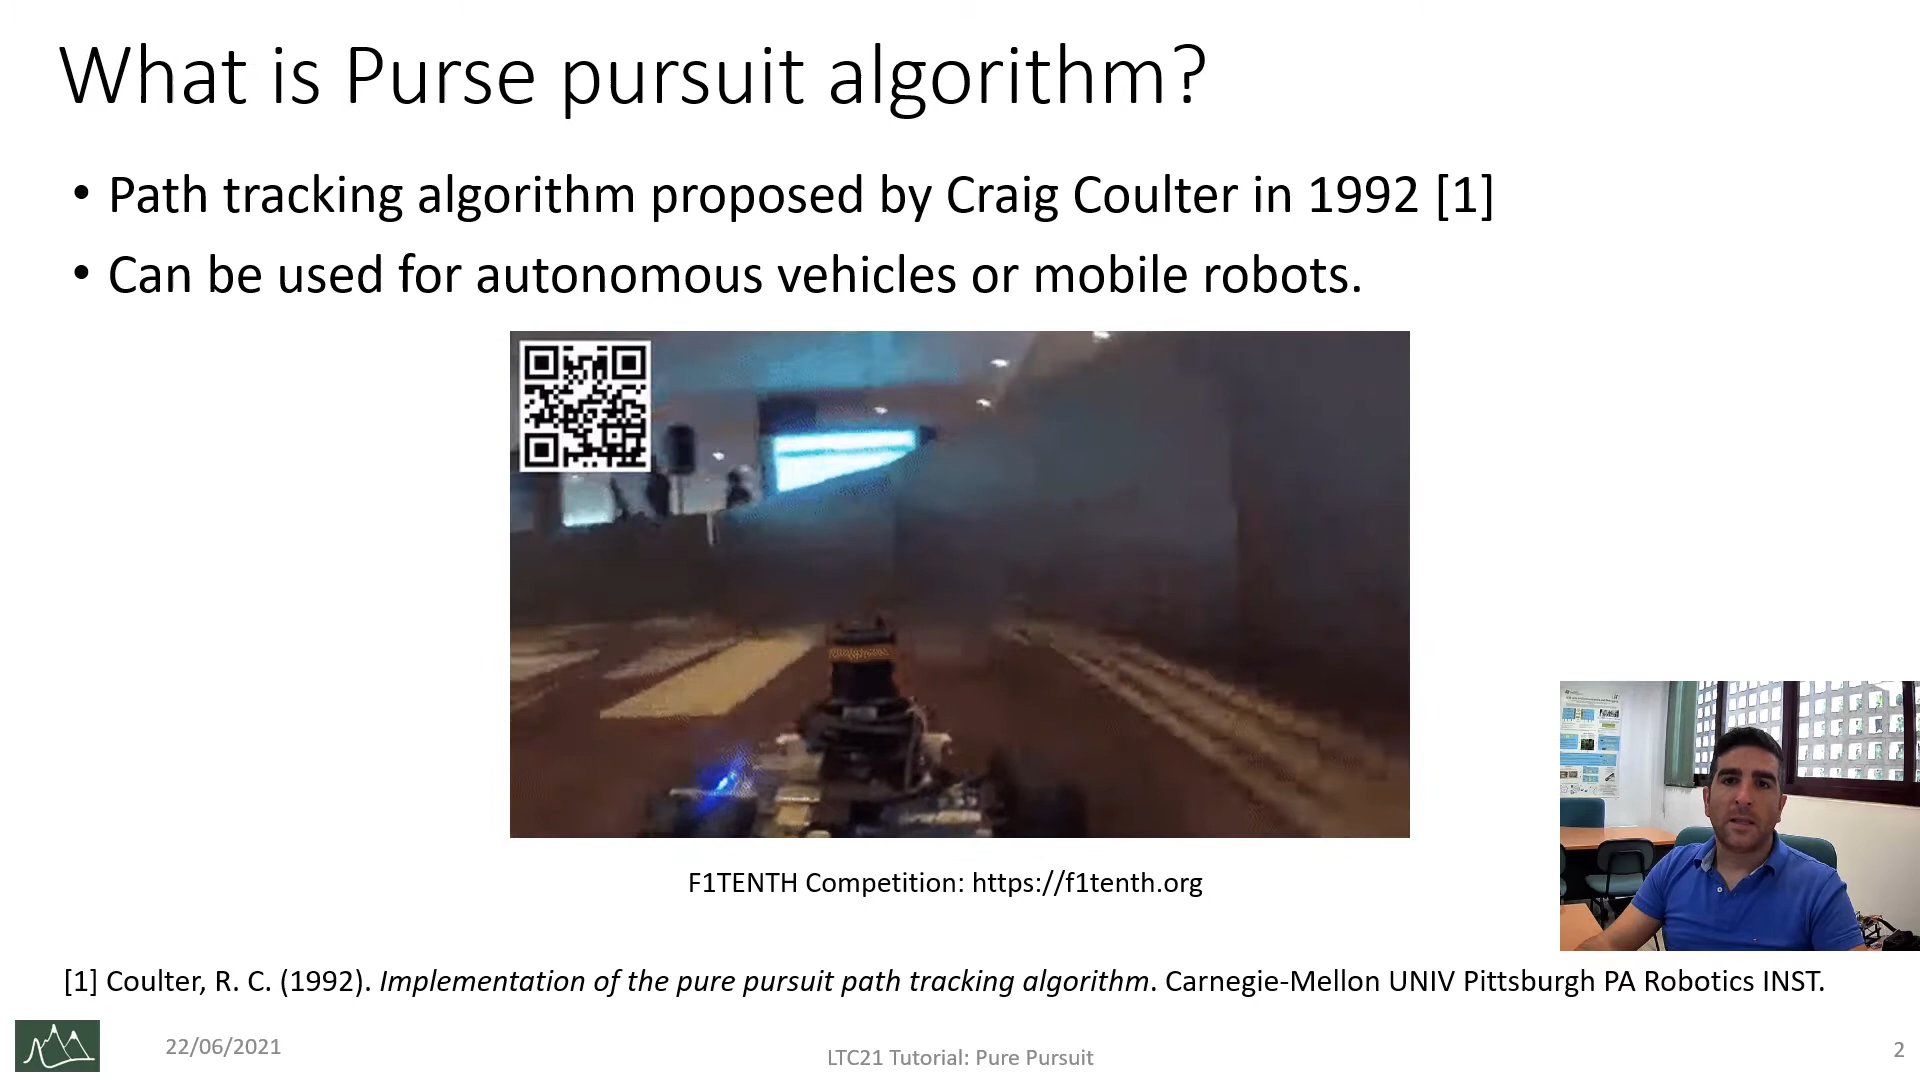 What is Purse pursuit algorithm?
• Path tracking algorithm proposed by Craig Coulter in 1992 [1]
• Can be used for autonomous vehicles or mobile robots.
F1TENTH Competition: https://f1tenth.org
[1] Coulter, R. C. (1992). Implementation of the pure pursuit path tracking algorithm. Carnegie-Mellon UNIV Pittsburgh PA Robotics INST.
22/06/2021
LTC21 Tutorial: Pure Pursuit
2